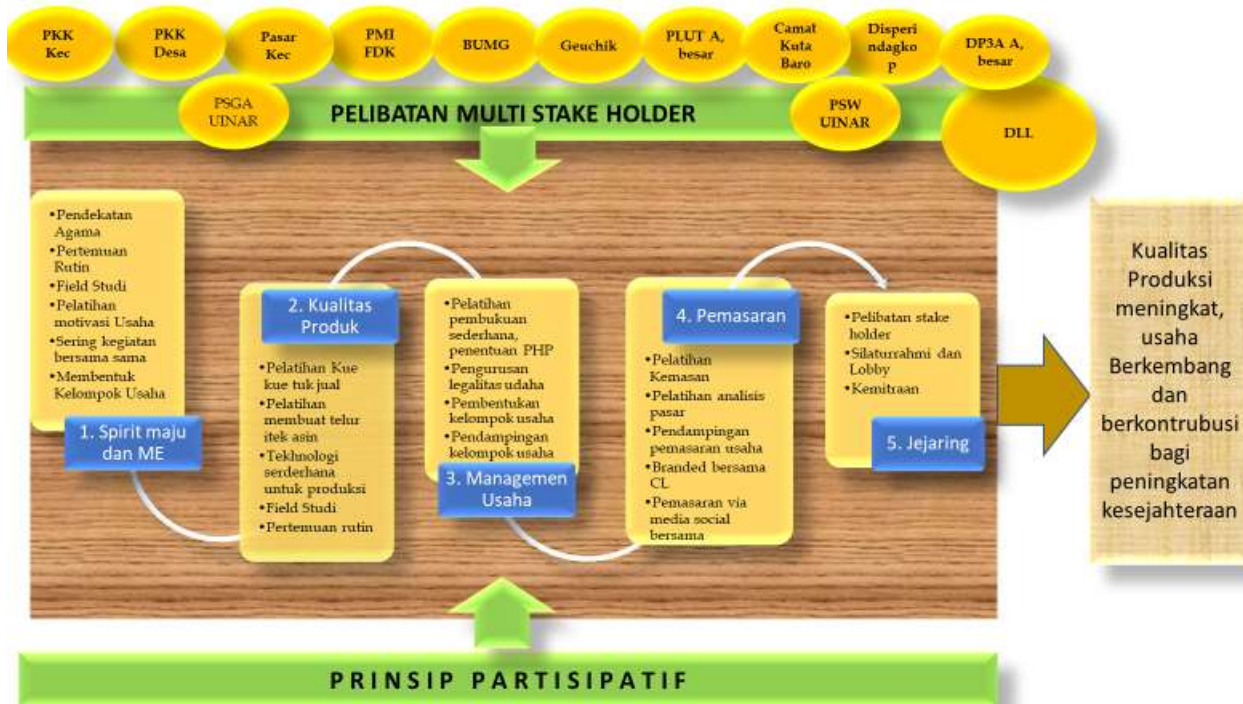 PKK
Kec
PKK
Desa
Pasar
Kec
PMI
FDK
BUMG
Geuchik
PLUT A,
besar
Camat
Kuta
Baro
Disperi
ndagko
p
DP3A A,
besar
PSGA
UINAR
PELIBATAN MULTI STAKE HOLDER
PSW
UINAR
DLL
•Pendekatan
Agama
•Pertemuan
Rutin
•Field Studi
•Pelatihan
motivasi Usaha
•Sering kegiatan
bersama sama
•Membentuk
Kelompok Usaha
1. Spirit maju
dan ME
2. Kualitas
Produk
•Pelatihan Kue
kue tuk jual
•Pelatihan
membuat telur
itek asin
•Tekhnologi
serderhana
untuk produksi
•Field Studi
•Pertemuan rutin
•Pelatihan
pembukuan
sederhana,
penentuan PHP
•Pengurusan
legalitas udaha
•Pembentukan
kelompok usaha
•Pendampingan
kelompok usaha
3. Managemen
Usaha
4. Pemasaran
•Pelatihan
Kemasan
•Pelatihan analisis
pasar
•Pendampingan
pemasaran usaha
•Branded bersama
CL
•Pemasaran via
media social
bersama
•Pelibatan stake
holder
•Silaturrahmi dan
Lobby
•Kemitraan
5. Jejaring
Kualitas
Produksi
meningkat,
usaha
Berkembang
dan
berkontrubusi
bagi
peningkatan
kesejahteraan
PRINSIP PARTISIPATIF